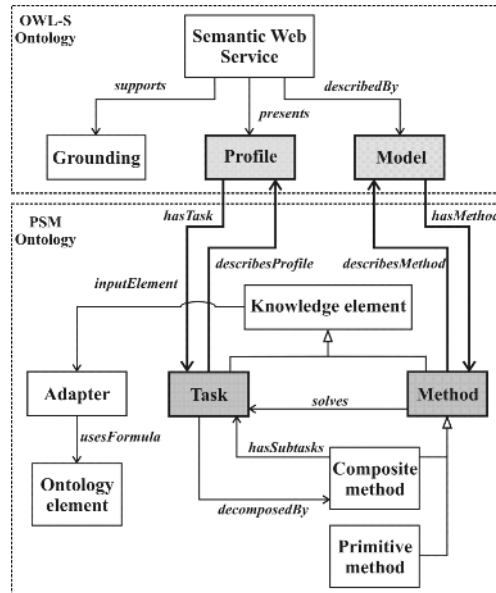 OWL-S
Ontology
Semantic Web
Service
supports
describedBy
presents
Grounding
Profile
Model
PSM
Ontology
hasTask
hasMethod
describesProfile
describesMethod
inputElement
Knowledge element
Adapter
Task
solves
Method
usesFormula
hasSubtasks
Composite
method
Ontology
element
decomposedBy
Primitive
method